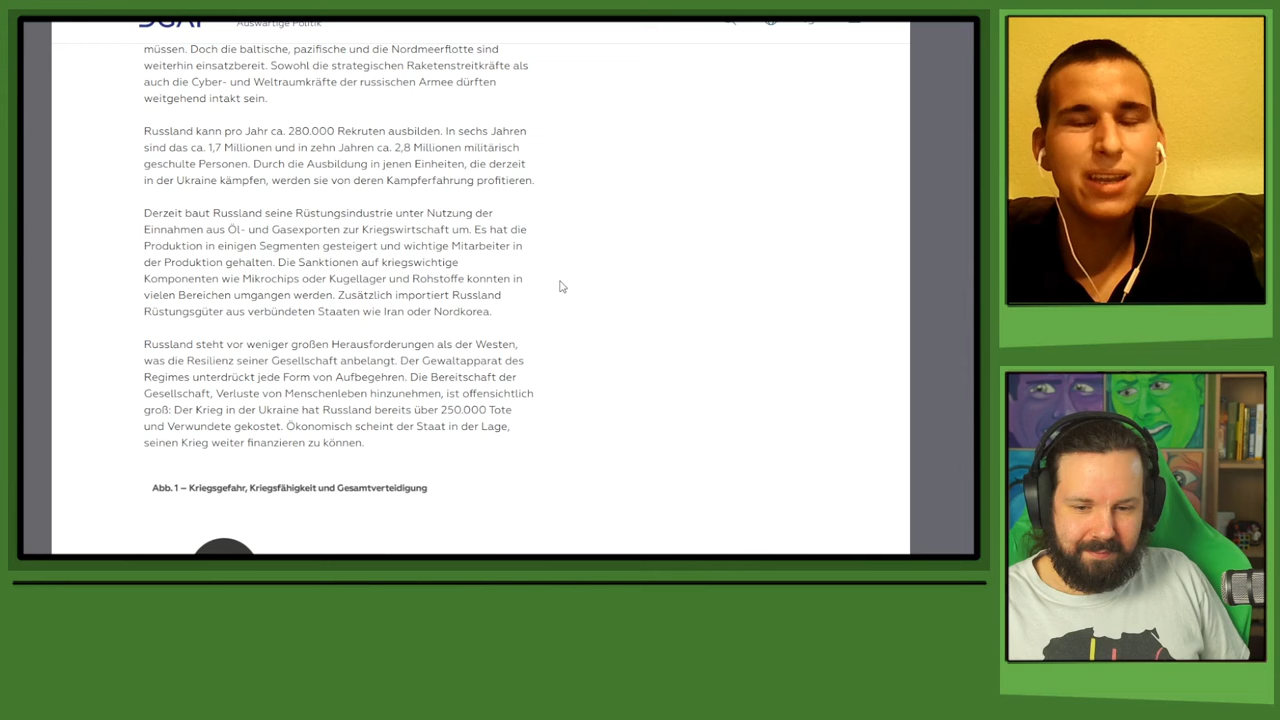 DGAP
Auswärtige Politik
müssen. Doch die baltische, pazifische und die Nordmeerflotte sind
weiterhin einsatzbereit. Sowohl die strategischen Raketenstreitkräfte als
auch die Cyber- und Weltraumkräfte der russischen Armee dürften
weitgehend intakt sein.
Russland kann pro Jahr ca. 280.000 Rekruten ausbilden. In sechs Jahren
sind das ca. 1,7 Millionen und in zehn Jahren ca. 2,8 Millionen militärisch
geschulte Personen. Durch die Ausbildung in jenen Einheiten, die derzeit
in der Ukraine kämpfen, werden sie von deren Kampferfahrung profitieren.
Derzeit baut Russland seine Rüstungsindustrie unter Nutzung der
Einnahmen aus Öl- und Gasexporten zur Kriegswirtschaft um. Es hat die
Produktion in einigen Segmenten gesteigert und wichtige Mitarbeiter in
der Produktion gehalten. Die Sanktionen auf kriegswichtige
Komponenten wie Mikrochips oder Kugellager und Rohstoffe konnten in
vielen Bereichen umgangen werden. Zusätzlich importiert Russland
Rüstungsgüter aus verbündeten Staaten wie Iran oder Nordkorea.
Russland steht vor weniger großen Herausforderungen als der Westen,
was die Resilienz seiner Gesellschaft anbelangt. Der Gewaltapparat des
Regimes unterdrückt jede Form von Aufbegehren. Die Bereitschaft der
Gesellschaft, Verluste von Menschenleben hinzunehmen, ist offensichtlich
groß: Der Krieg in der Ukraine hat Russland bereits über 250.000 Tote
und Verwundete gekostet. Ökonomisch scheint der Staat in der Lage,
seinen Krieg weiter finanzieren zu können.
Abb. 1 – Kriegsgefahr, Kriegsfähigkeit und Gesamtverteidigung